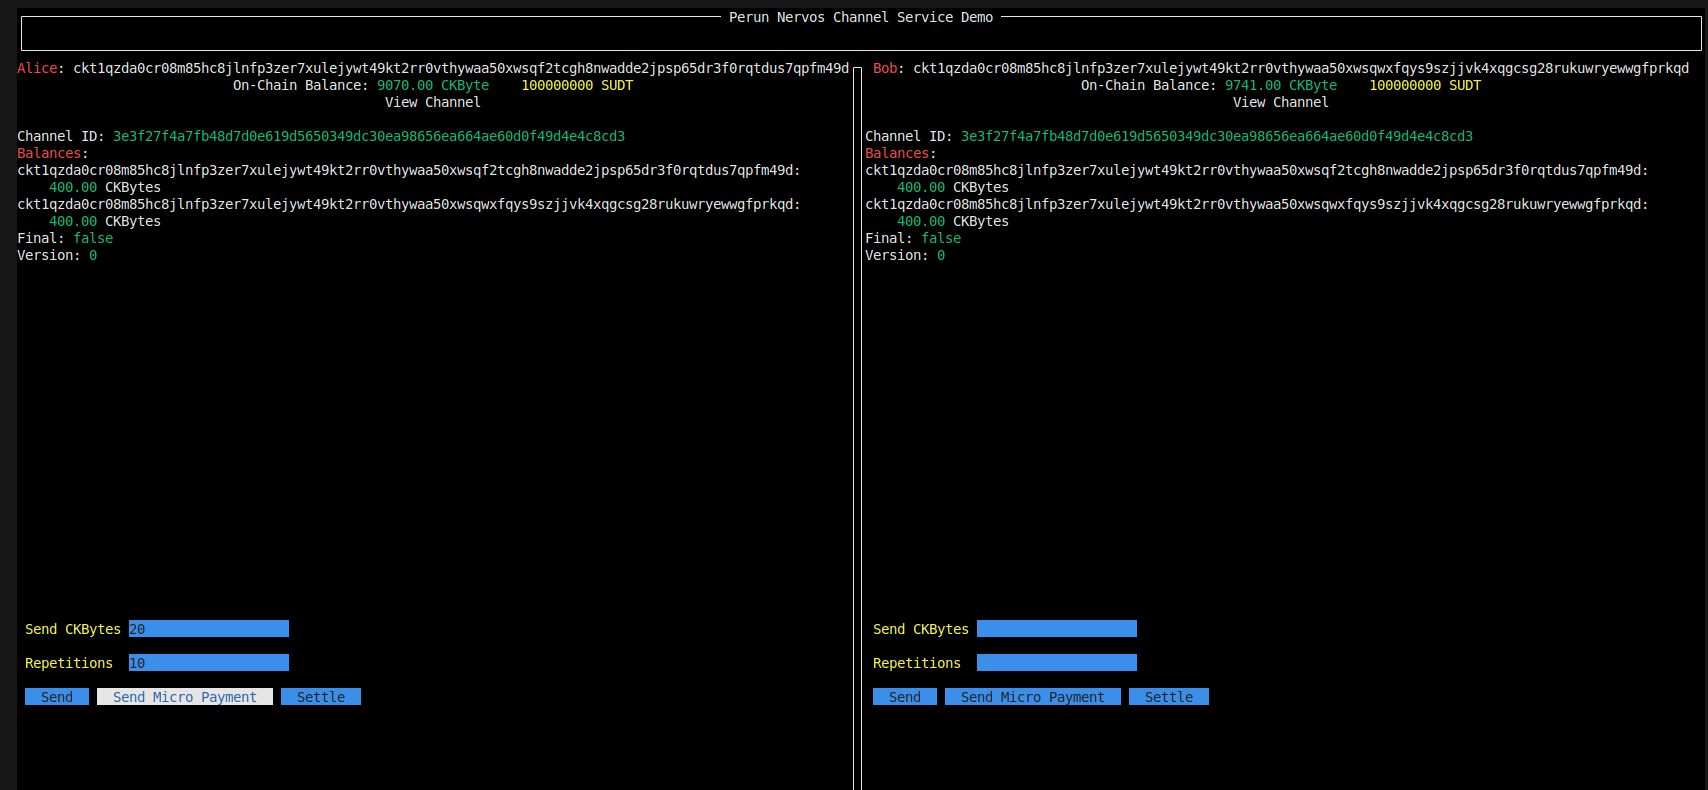 Perun Nervos Channel Service Demo
Alice: ckt1qzda0cr08m85hc8jlnfp3zer7xulejywt49kt2rr0vthywaa50xwsqf2tcgh8nwadde2jpsp65dr3f0rqtdus7qpfm49d
On-Chain Balance: 9070.00 CKByte 100000000 SUDT
View Channel
Channel ID: 3e3f27f4a7fb48d7d0e619d5650349dc30ea98656ea664ae60d0f49d4e4c8cd3
Balances:
ckt1qzda0cr08m85hc8jlnfp3zer7xulejywt49kt2rr0vthywaa50xwsqf2tcgh8nwadde2jpsp65dr3f0rqtdus7qpfm49d:
400.00 CKBytes
ckt1qzda0cr08m85hc8jlnfp3zer7xulejywt49kt2rr0vthywaa50xwsqwxfqys9szjjvk4xqgcsg28rukuwryewwgfprkqd:
400.00 CKBytes
Final: false
Version: 0
Send CKBytes 20
Repetitions 10
Send Send Micro Payment Settle
Bob: ckt1qzda0cr08m85hc8jlnfp3zer7xulejywt49kt2rr0vthywaa50xwsqwxfqys9szjjvk4xqgcsg28rukuwryewwgfprkqd
On-Chain Balance: 9741.00 CKByte 100000000 SUDT
View Channel
Channel ID: 3e3f27f4a7fb48d7d0e619d5650349dc30ea98656ea664ae60d0f49d4e4c8cd3
Balances:
ckt1qzda0cr08m85hc8jlnfp3zer7xulejywt49kt2rr0vthywaa50xwsqf2tcgh8nwadde2jpsp65dr3f0rqtdus7qpfm49d:
400.00 CKBytes
ckt1qzda0cr08m85hc8jlnfp3zer7xulejywt49kt2rr0vthywaa50xwsqwxfqys9szjjvk4xqgcsg28rukuwryewwgfprkqd:
400.00 CKBytes
Final: false
Version: 0
Send CKBytes
Repetitions
Send Send Micro Payment Settle